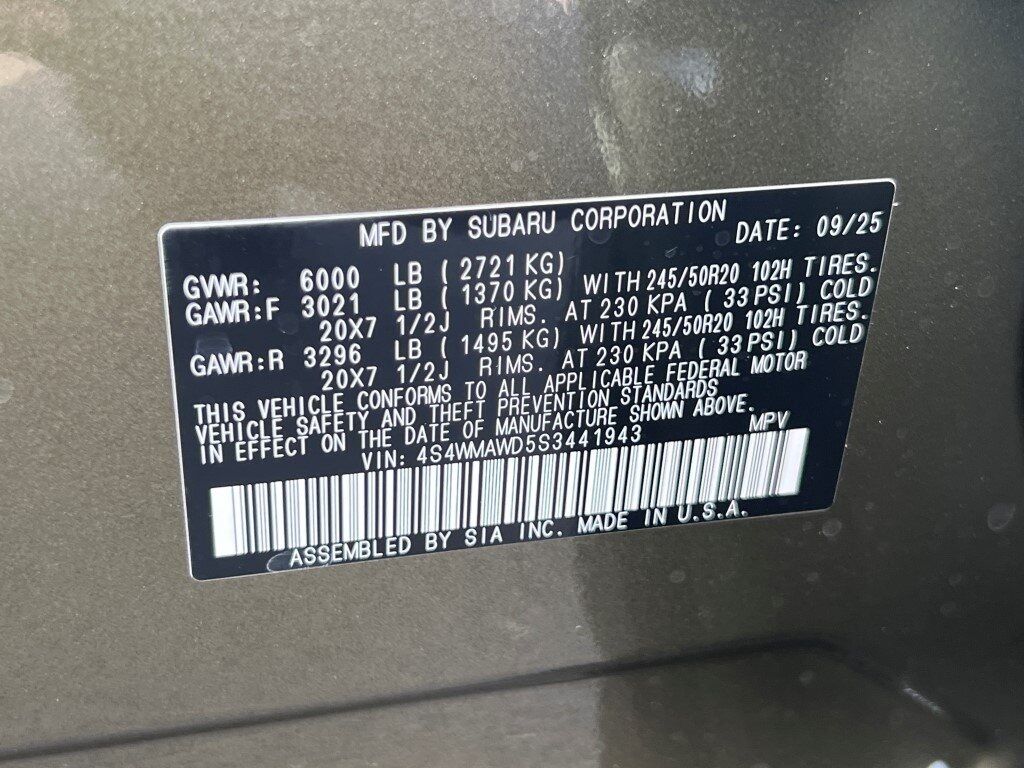 MFD BY SUBARU CORPORATION DATE: 09/25
GVWR: 6000 LB ( 2721 KG)
GAWR:F 3021 LB ( 1370 KG) WITH 245/50R20 102H TIRES.
20X7 1/2J RIMS. AT 230 KPA ( 33 PSI) COLD
GAWR:R 3296 LB ( 1495 KG) WITH 245/50R20 102H TIRES.
20X7 1/2J RIMS. AT 230 KPA ( 33 PSI) COLD
THIS VEHICLE CONFORMS TO ALL APPLICABLE FEDERAL MOTOR
VEHICLE SAFETY AND THEFT PREVENTION STANDARDS
IN EFFECT ON THE DATE OF MANUFACTURE SHOWN ABOVE.
VIN: 4S4WMAWD5S3441943 MPV
ASSEMBLED BY SIA INC. MADE IN U.S.A.